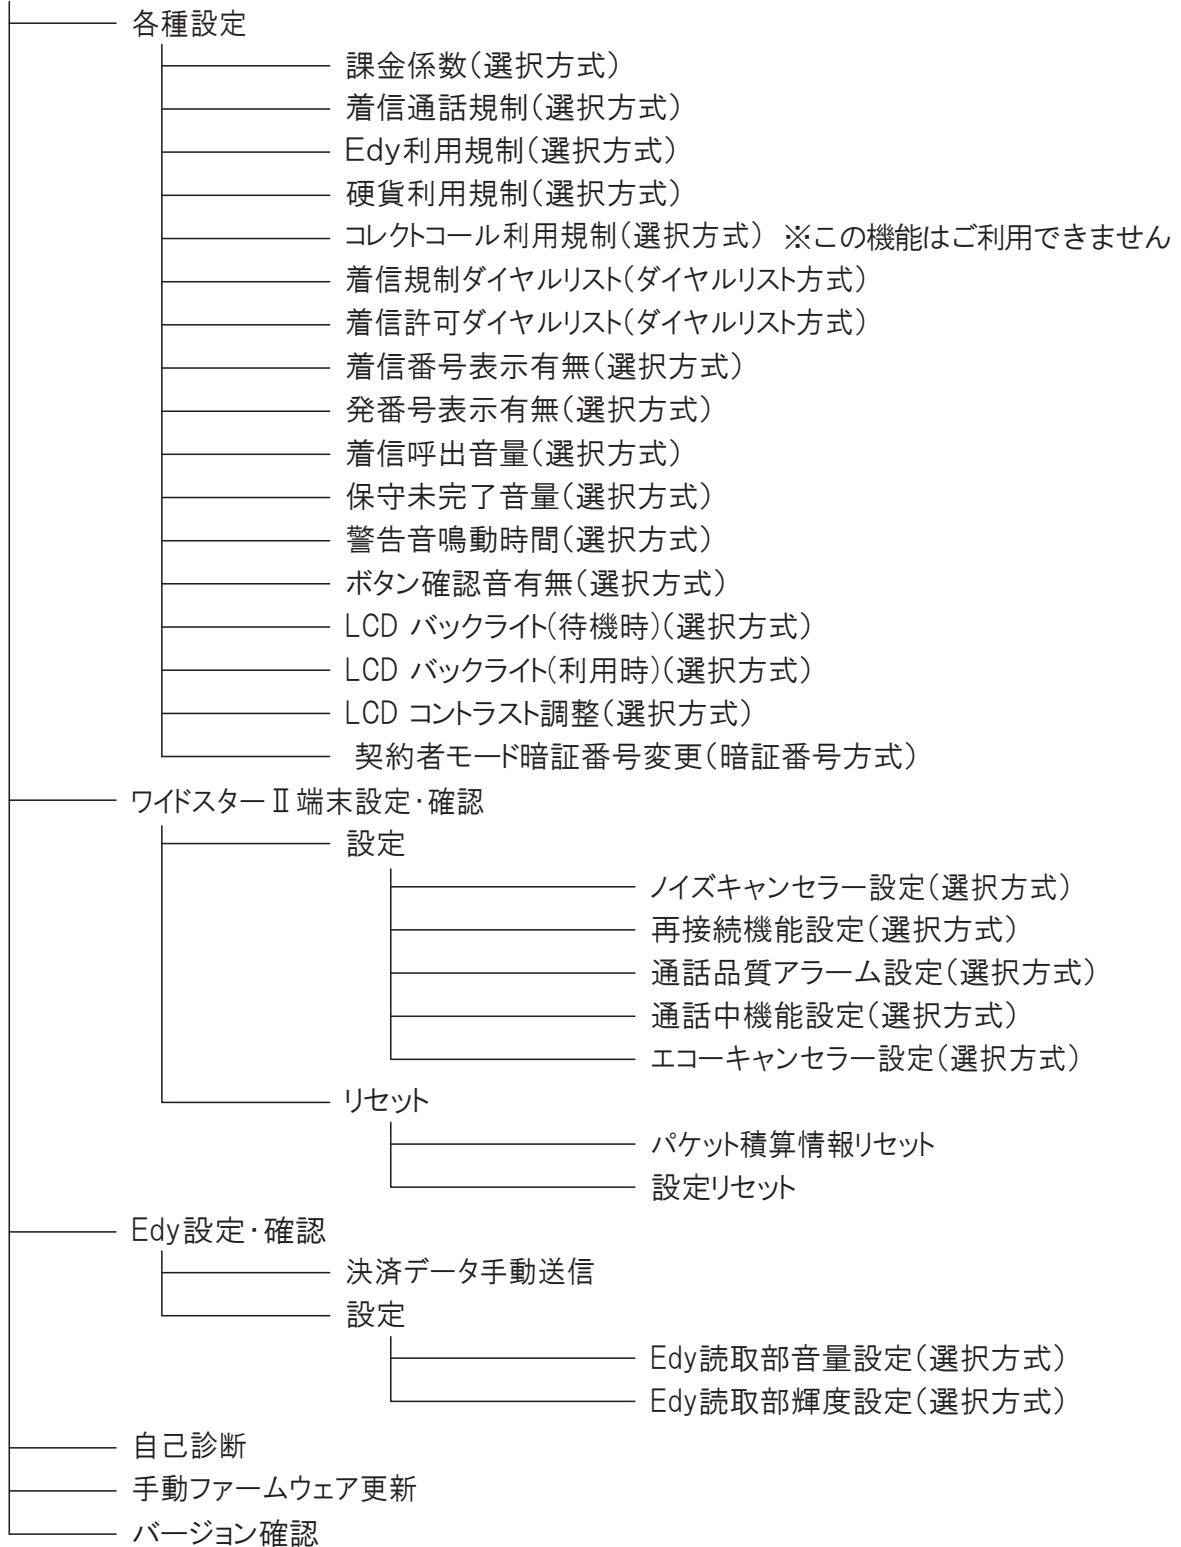 各種設定
課金係数(選択方式)
着信通話規制(選択方式)
Edy利用規制(選択方式)
硬貨利用規制(選択方式)
コレクトコール利用規制(選択方式) ※この機能はご利用できません
着信規制ダイヤルリスト(ダイヤルリスト方式)
着信許可ダイヤルリスト(ダイヤルリスト方式)
着信番号表示有無(選択方式)
発番号表示有無(選択方式)
着信呼出音量(選択方式)
保守未完了音量(選択方式)
警告音鳴動時間(選択方式)
ボタン確認音有無(選択方式)
LCD バックライト(待機時)(選択方式)
LCD バックライト(利用時)(選択方式)
LCD コントラスト調整(選択方式)
契約者モード暗証番号変更(暗証番号方式)
ワイドスターⅡ端末設定・確認
設定
ノイズキャンセラー設定(選択方式)
再接続機能設定(選択方式)
通話品質アラーム設定(選択方式)
通話中機能設定(選択方式)
エコーキャンセラー設定(選択方式)
リセット
パケット積算情報リセット
設定リセット
Edy設定・確認
決済データ手動送信
設定
Edy読取部音量設定(選択方式)
Edy読取部輝度設定(選択方式)
自己診断
手動ファームウェア更新
バージョン確認